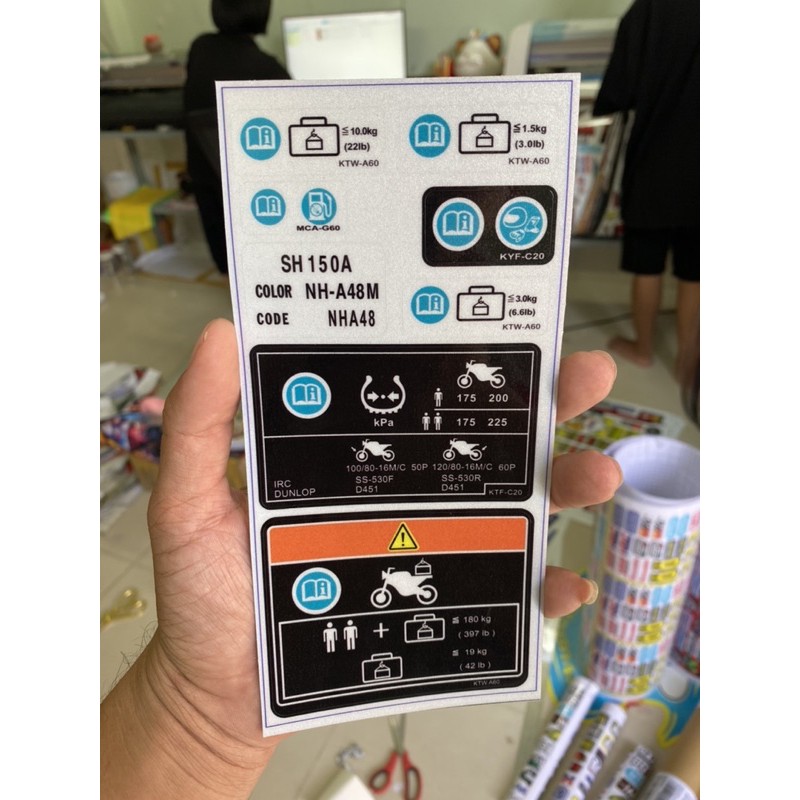 ≦10.0kg
(22lb)
KTW-A60
≦1.5kg
(3.0lb)
KTW-A60
MCA-G60
KYF-C20
SH150A
COLOR NH-A48M
CODE NHA48
≦3.0kg
(6.6lb)
KTW-A60
kPa
175 200
175 225
100/80-16M/C 50P
SS-530F
D451
120/80-16M/C 60P
SS-530R
D451
IRC
DUNLOP
KTF-C20
≦ 180 kg
( 397 lb )
≦ 19 kg
( 42 lb )
KTW-A60